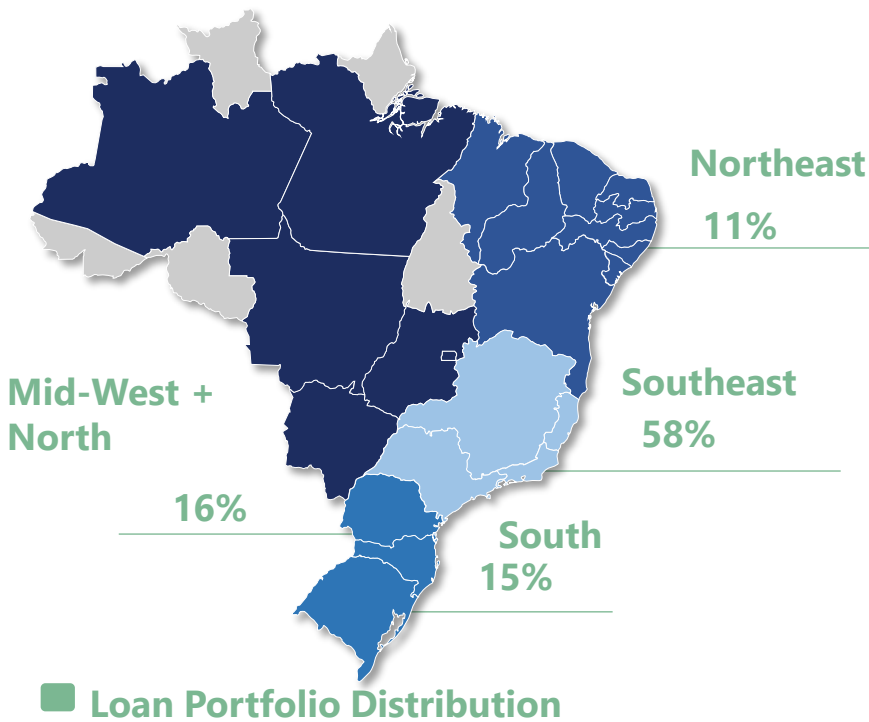 Northeast
11%
Southeast
58%
Mid-West +
North
16%
South
15%
Loan Portfolio Distribution